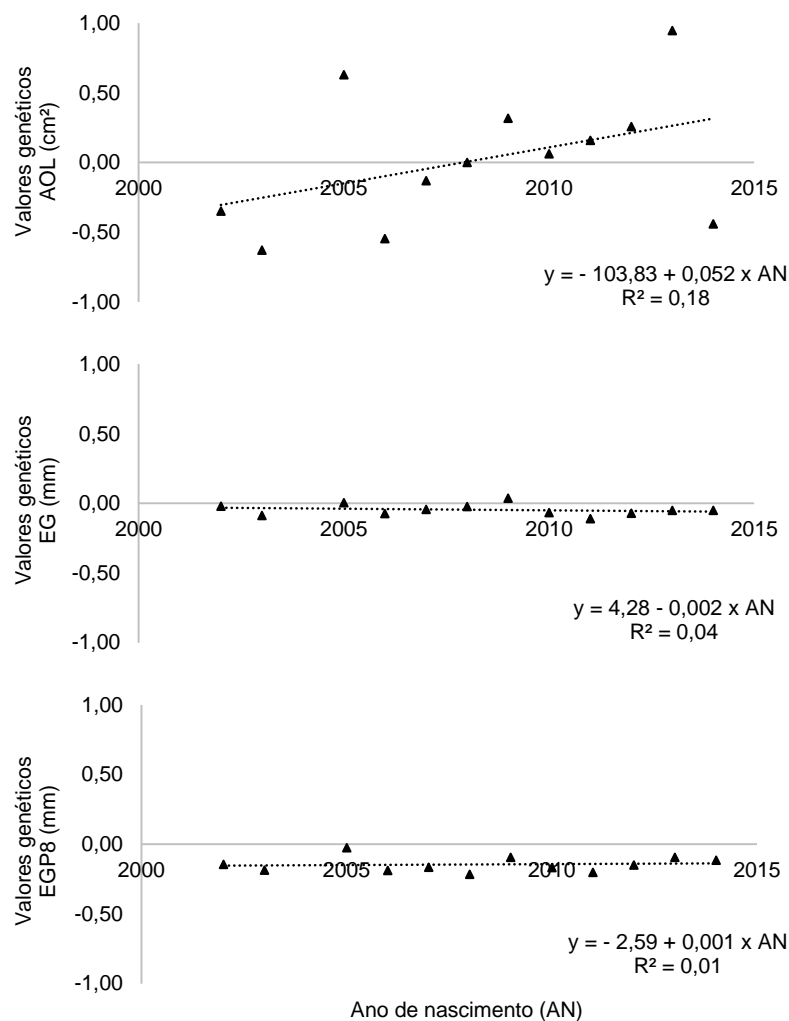 1,00
0,50
0,00
-0,50
-1,00
2000 2005 2010 2015
Valores genéticos
AOL (cm²)
y = - 103,83 + 0,052 x AN
R² = 0,18
1,00
0,50
0,00
-0,50
-1,00
2000 2005 2010 2015
Valores genéticos
EG (mm)
y = 4,28 - 0,002 x AN
R² = 0,04
1,00
0,50
0,00
-0,50
-1,00
2000 2005 2010 2015
Valores genéticos
EGP8 (mm)
y = - 2,59 + 0,001 x AN
R² = 0,01
Ano de nascimento (AN)